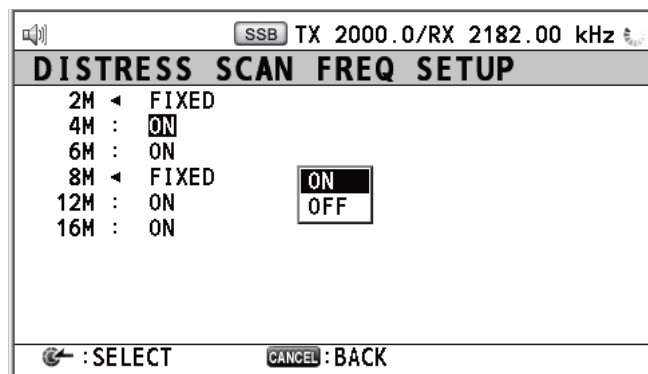 SSB TX 2000.0/RX 2182.00 kHz
DISTRESS SCAN FREQ SETUP
2M ◄ FIXED
4M : ON
6M : ON
8M ◄ FIXED
12M : ON
16M : ON
ON
OFF
:SELECT CANCEL:BACK